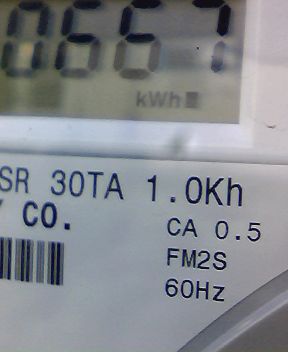 0667
kWh
SR 30TA 1.0Kh
Y CO.
CA 0.5
FM2S
60Hz